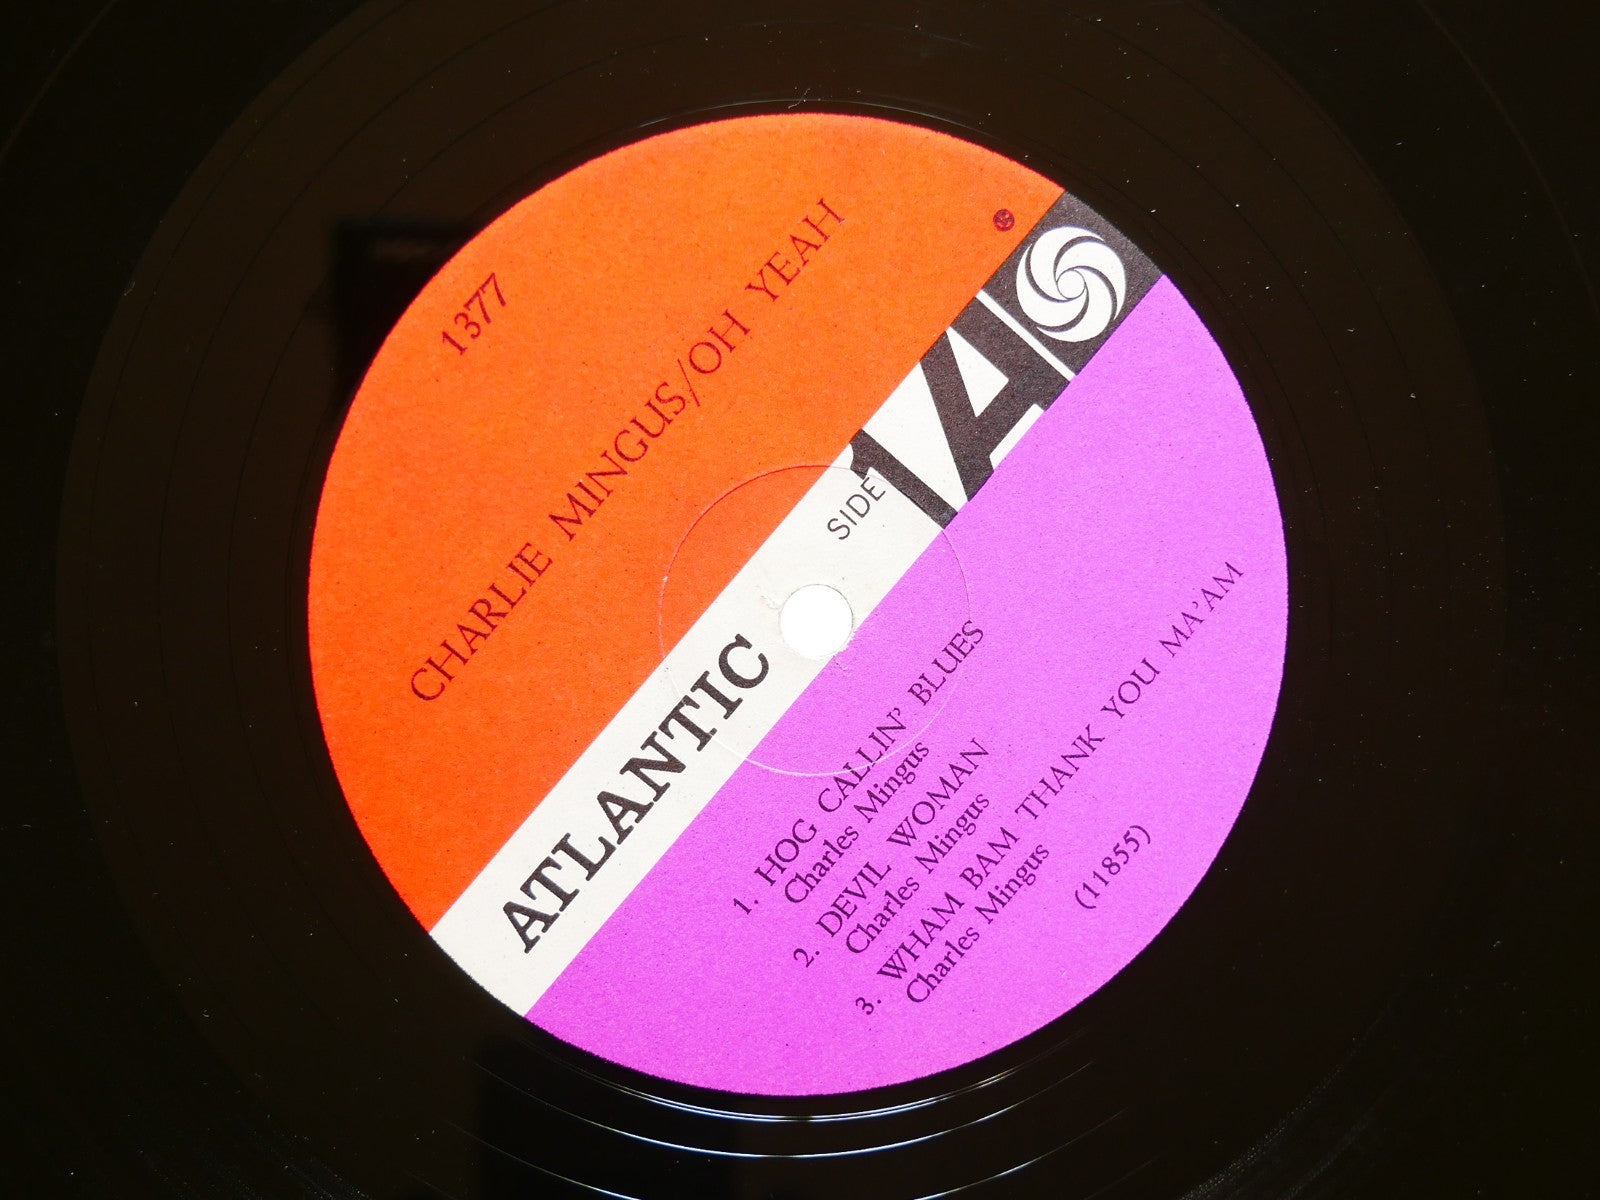 1377
CHARLIE MINGUS/OH YEAH
A
SIDE 1
ATLANTIC
1. HOG CALLIN' BLUES
Charles Mingus
2. DEVIL WOMAN
Charles Mingus
3. WHAM BAM THANK YOU MA'AM
Charles Mingus
(11855)